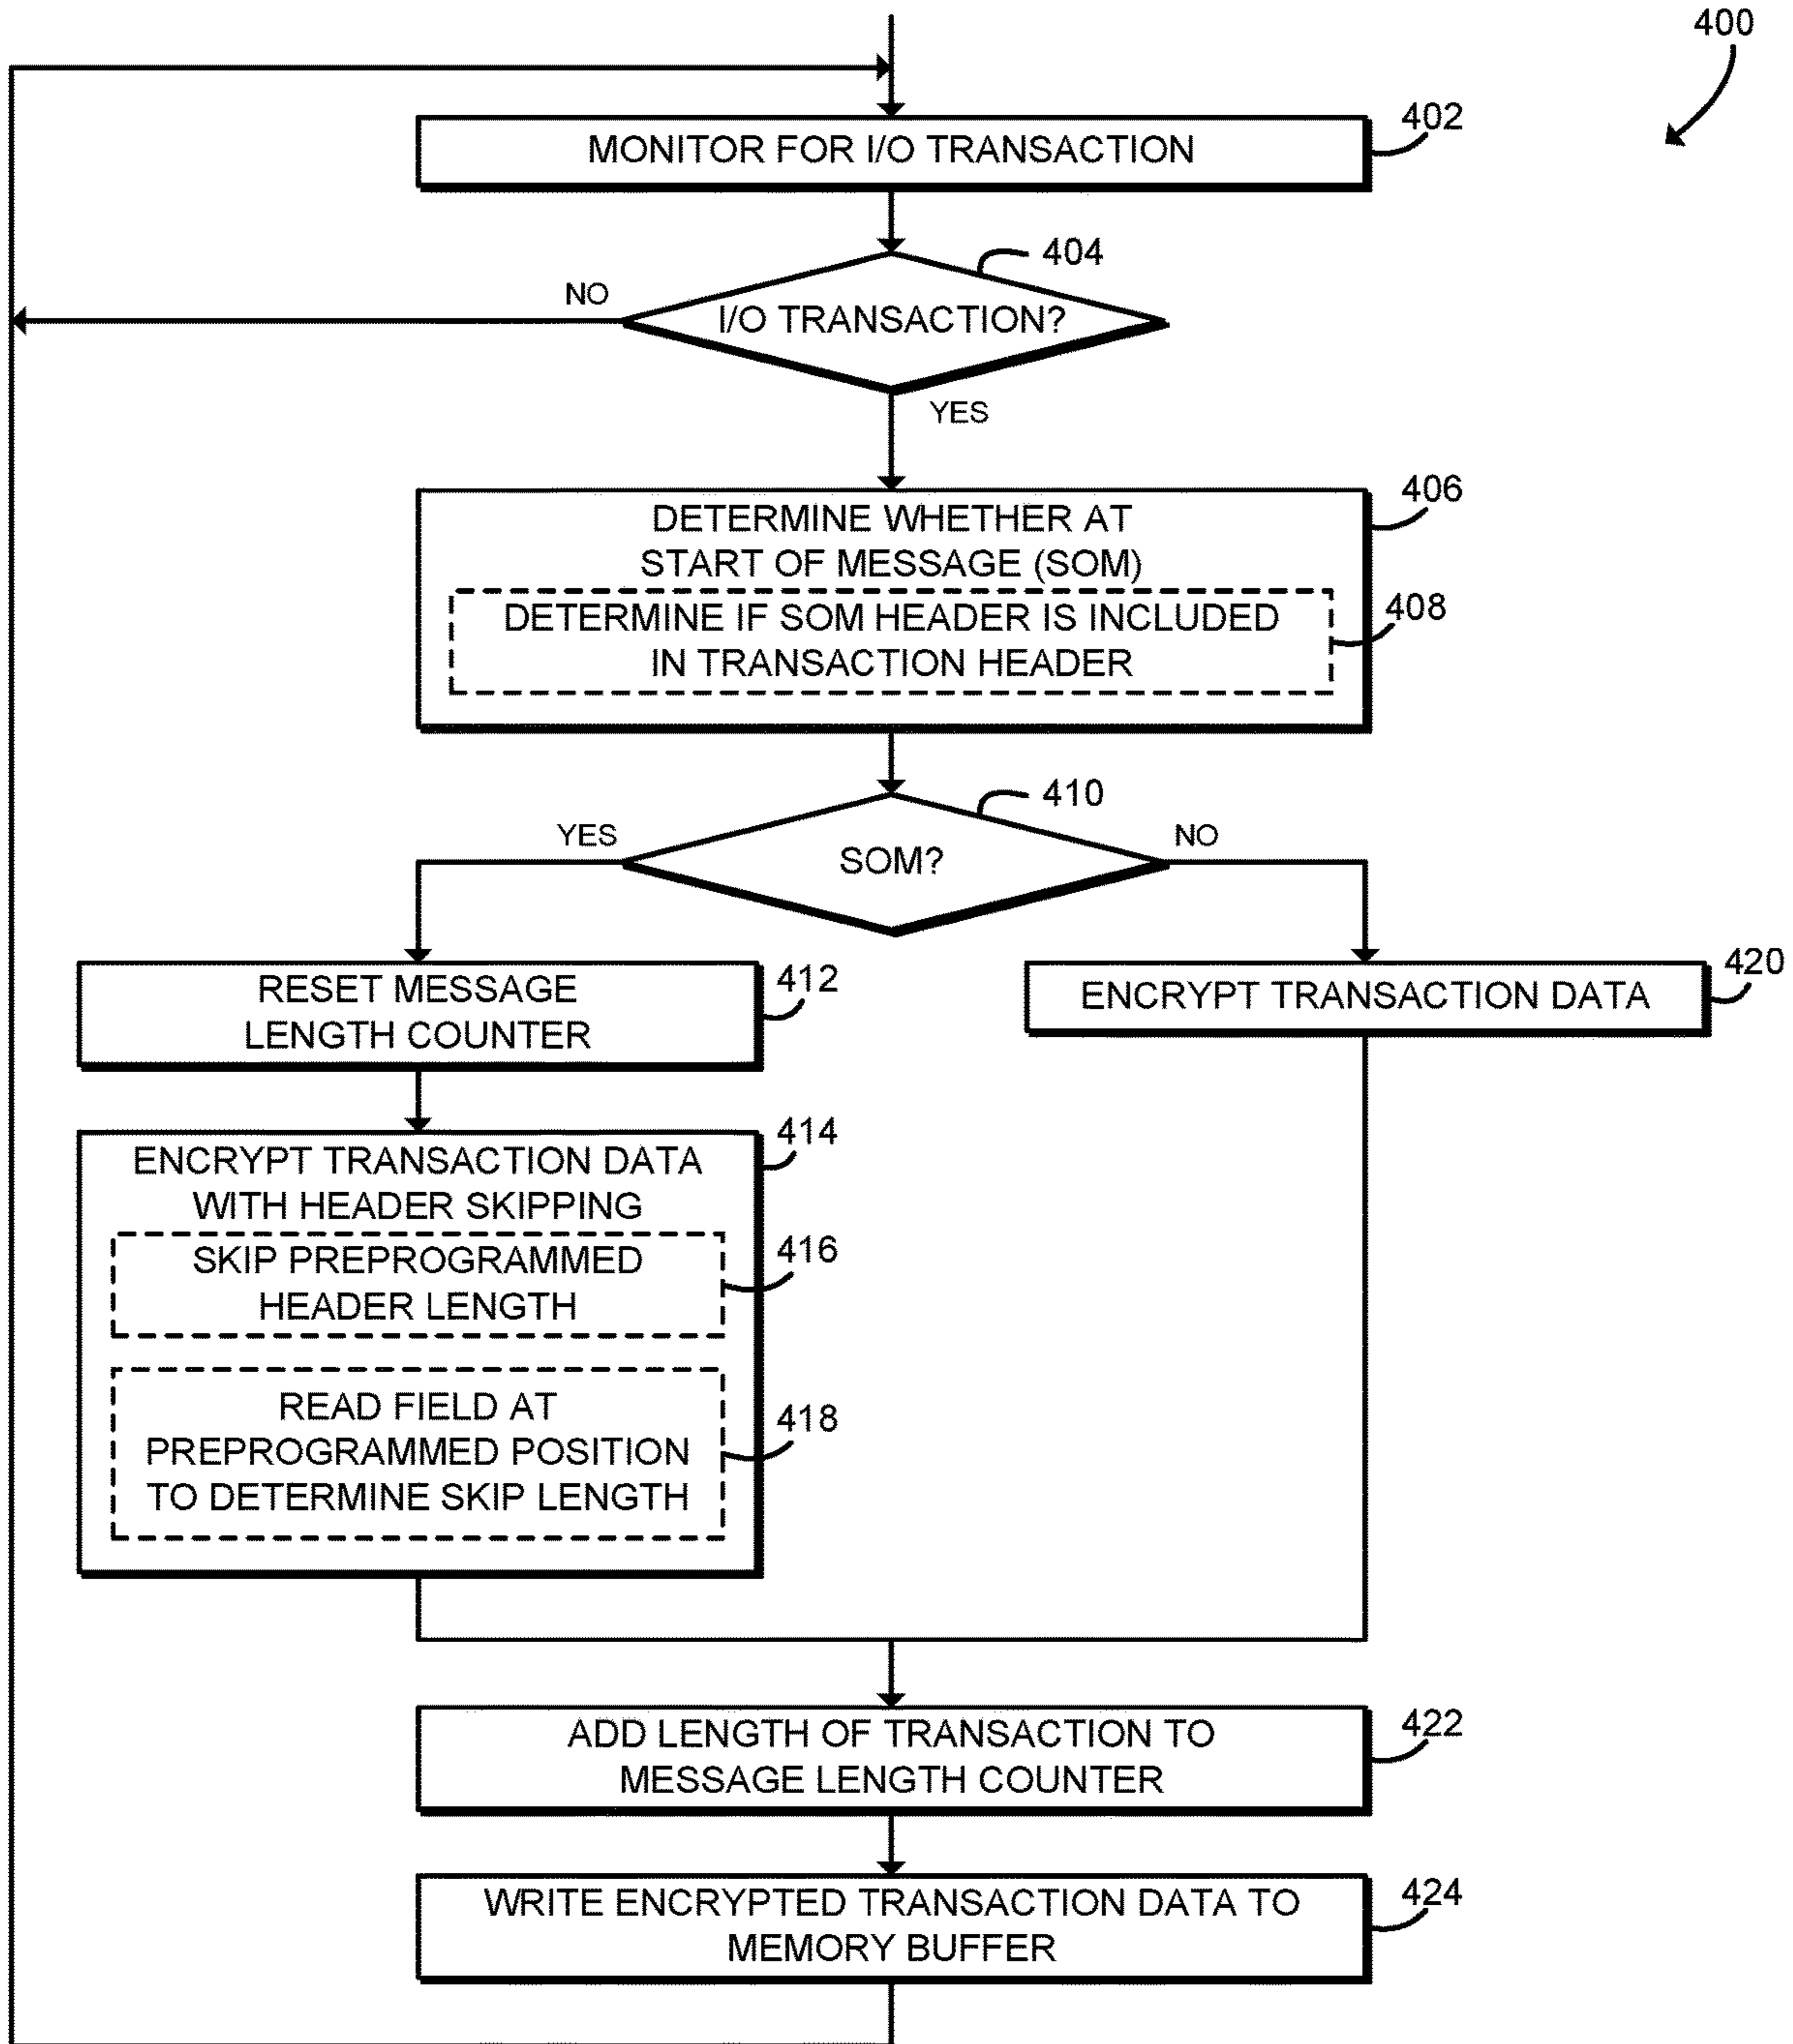 400
402
MONITOR FOR I/O TRANSACTION
404
NO
I/O TRANSACTION?
YES
406
DETERMINE WHETHER AT
START OF MESSAGE (SOM)
408
DETERMINE IF SOM HEADER IS INCLUDED
IN TRANSACTION HEADER
410
YES
NO
SOM?
412
RESET MESSAGE
LENGTH COUNTER
420
ENCRYPT TRANSACTION DATA
414
ENCRYPT TRANSACTION DATA
WITH HEADER SKIPPING
416
SKIP PREPROGRAMMED
HEADER LENGTH
418
READ FIELD AT
PREPROGRAMMED POSITION
TO DETERMINE SKIP LENGTH
422
ADD LENGTH OF TRANSACTION TO
MESSAGE LENGTH COUNTER
424
WRITE ENCRYPTED TRANSACTION DATA TO
MEMORY BUFFER